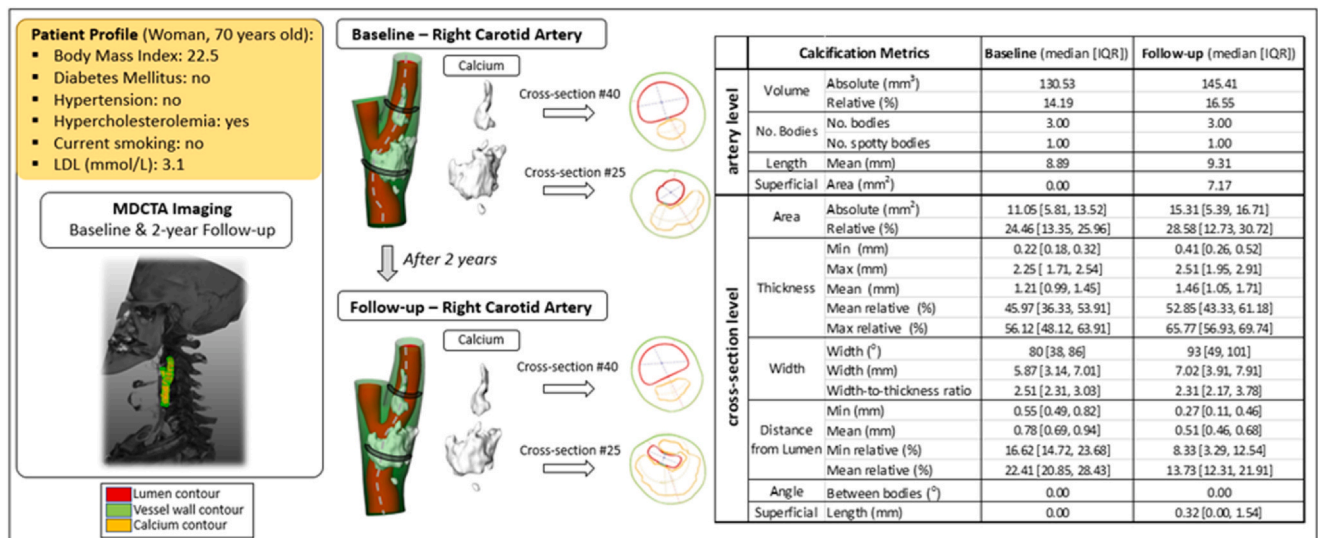 Patient Profile (Woman, 70 years old):
▪ Body Mass Index: 22.5
▪ Diabetes Mellitus: no
▪ Hypertension: no
▪ Hypercholesterolemia: yes
▪ Current smoking: no
▪ LDL (mmol/L): 3.1
MDCTA Imaging
Baseline & 2-year Follow-up
Lumen contour
Vessel wall contour
Calcium contour
Baseline – Right Carotid Artery
Calcium
Cross-section #40
Cross-section #25
After 2 years
Follow-up – Right Carotid Artery
Calcium
Cross-section #40
Cross-section #25
Calcification Metrics Baseline (median [IQR]) Follow-up (median [IQR])
artery level
Volume Absolute (mm³) 130.53 145.41
Relative (%) 14.19 16.55
No. Bodies No. bodies 3.00 3.00
No. spotty bodies 1.00 1.00
Length Mean (mm) 8.89 9.31
Superficial Area (mm²) 0.00 7.17
cross-section level
Area Absolute (mm²) 11.05 [5.81, 13.52] 15.31 [5.39, 16.71]
Relative (%) 24.46 [13.35, 25.96] 28.58 [12.73, 30.72]
Thickness Min (mm) 0.22 [0.18, 0.32] 0.41 [0.26, 0.52]
Max (mm) 2.25 [ 1.71, 2.54] 2.51 [1.95, 2.91]
Mean (mm) 1.21 [0.99, 1.45] 1.46 [1.05, 1.71]
Mean relative (%) 45.97 [36.33, 53.91] 52.85 [43.33, 61.18]
Max relative (%) 56.12 [48.12, 63.91] 65.77 [56.93, 69.74]
Width Width (°) 80 [38, 86] 93 [49, 101]
Width (mm) 5.87 [3.14, 7.01] 7.02 [3.91, 7.91]
Width-to-thickness ratio 2.51 [2.31, 3.03] 2.31 [2.17, 3.78]
Distance from Lumen Min (mm) 0.55 [0.49, 0.82] 0.27 [0.11, 0.46]
Mean (mm) 0.78 [0.69, 0.94] 0.51 [0.46, 0.68]
Min relative (%) 16.62 [14.72, 23.68] 8.33 [3.29, 12.54]
Mean relative (%) 22.41 [20.85, 28.43] 13.73 [12.31, 21.91]
Angle Between bodies (°) 0.00 0.00
Superficial Length (mm) 0.00 0.32 [0.00, 1.54]